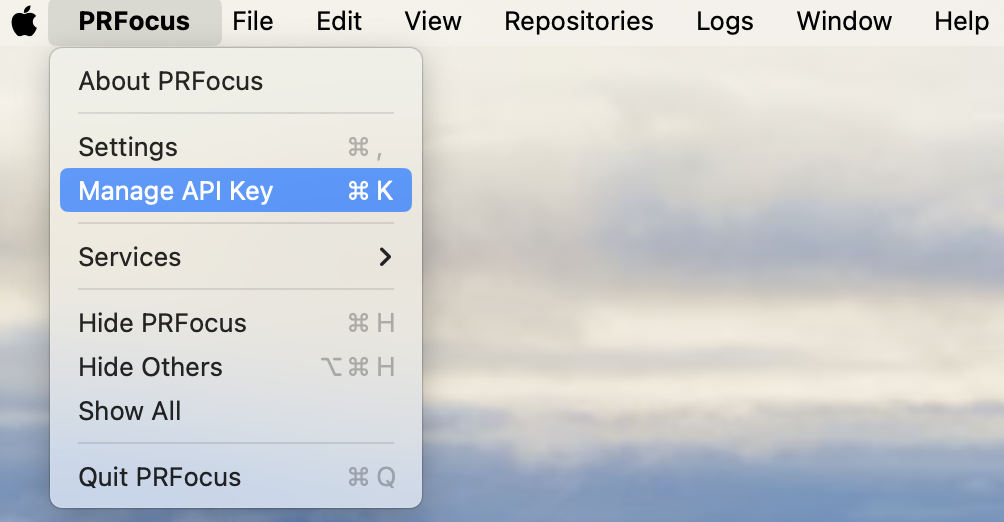 PRFocus File Edit View Repositories Logs Window Help
About PRFocus
Settings ⌘ ,
Manage API Key ⌘ K
Services
Hide PRFocus ⌘ H
Hide Others ⌥ ⌘ H
Show All
Quit PRFocus ⌘ Q